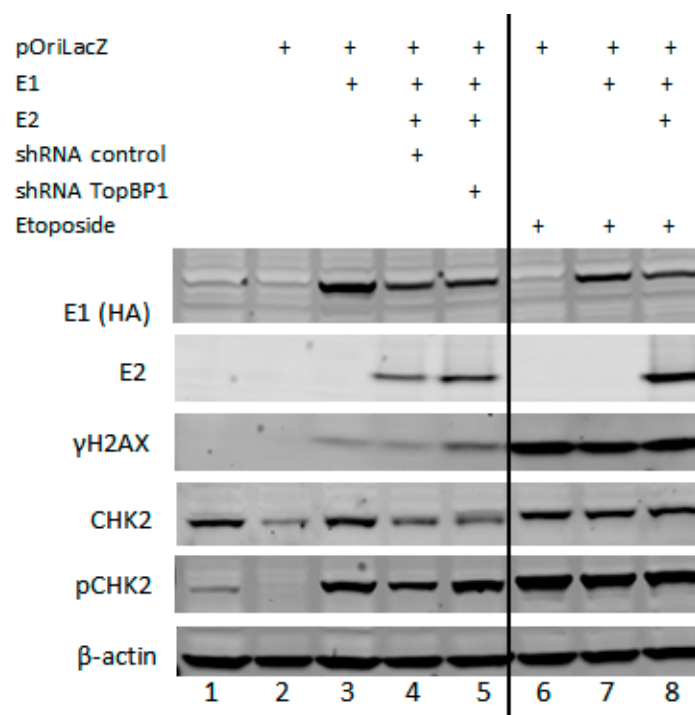 pOriLacZ + + + + + + +
E1 + + + + +
E2 + + +
shRNA control +
shRNA TopBP1 +
Etoposide + + +
E1 (HA)
E2
γH2AX
CHK2
pCHK2
β-actin
1 2 3 4 5 6 7 8